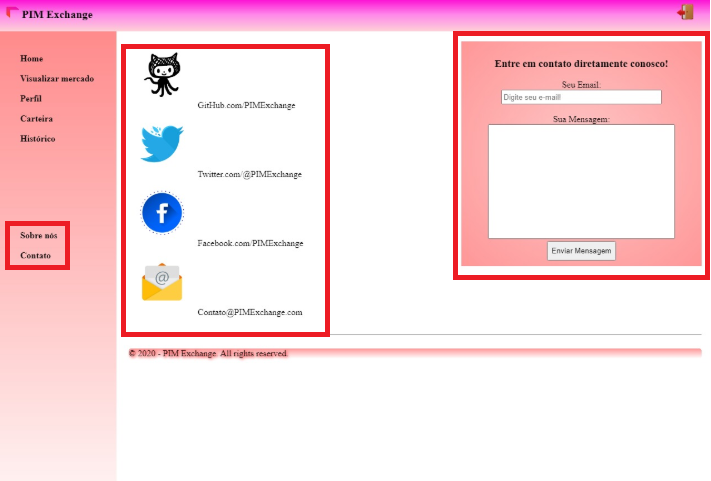 PIM Exchange
Home
Visualizar mercado
Perfil
Carteira
Histórico
Sobre nós
Contato
GitHub.com/PIMExchange
Twitter.com/@PIMExchange
Facebook.com/PIMExchange
@
Contato@PIMExchange.com
Entre em contato diretamente conosco!
Seu Email:
Digite seu e-mail!
Sua Mensagem:
Enviar Mensagem
© 2020 - PIM Exchange. All rights reserved.